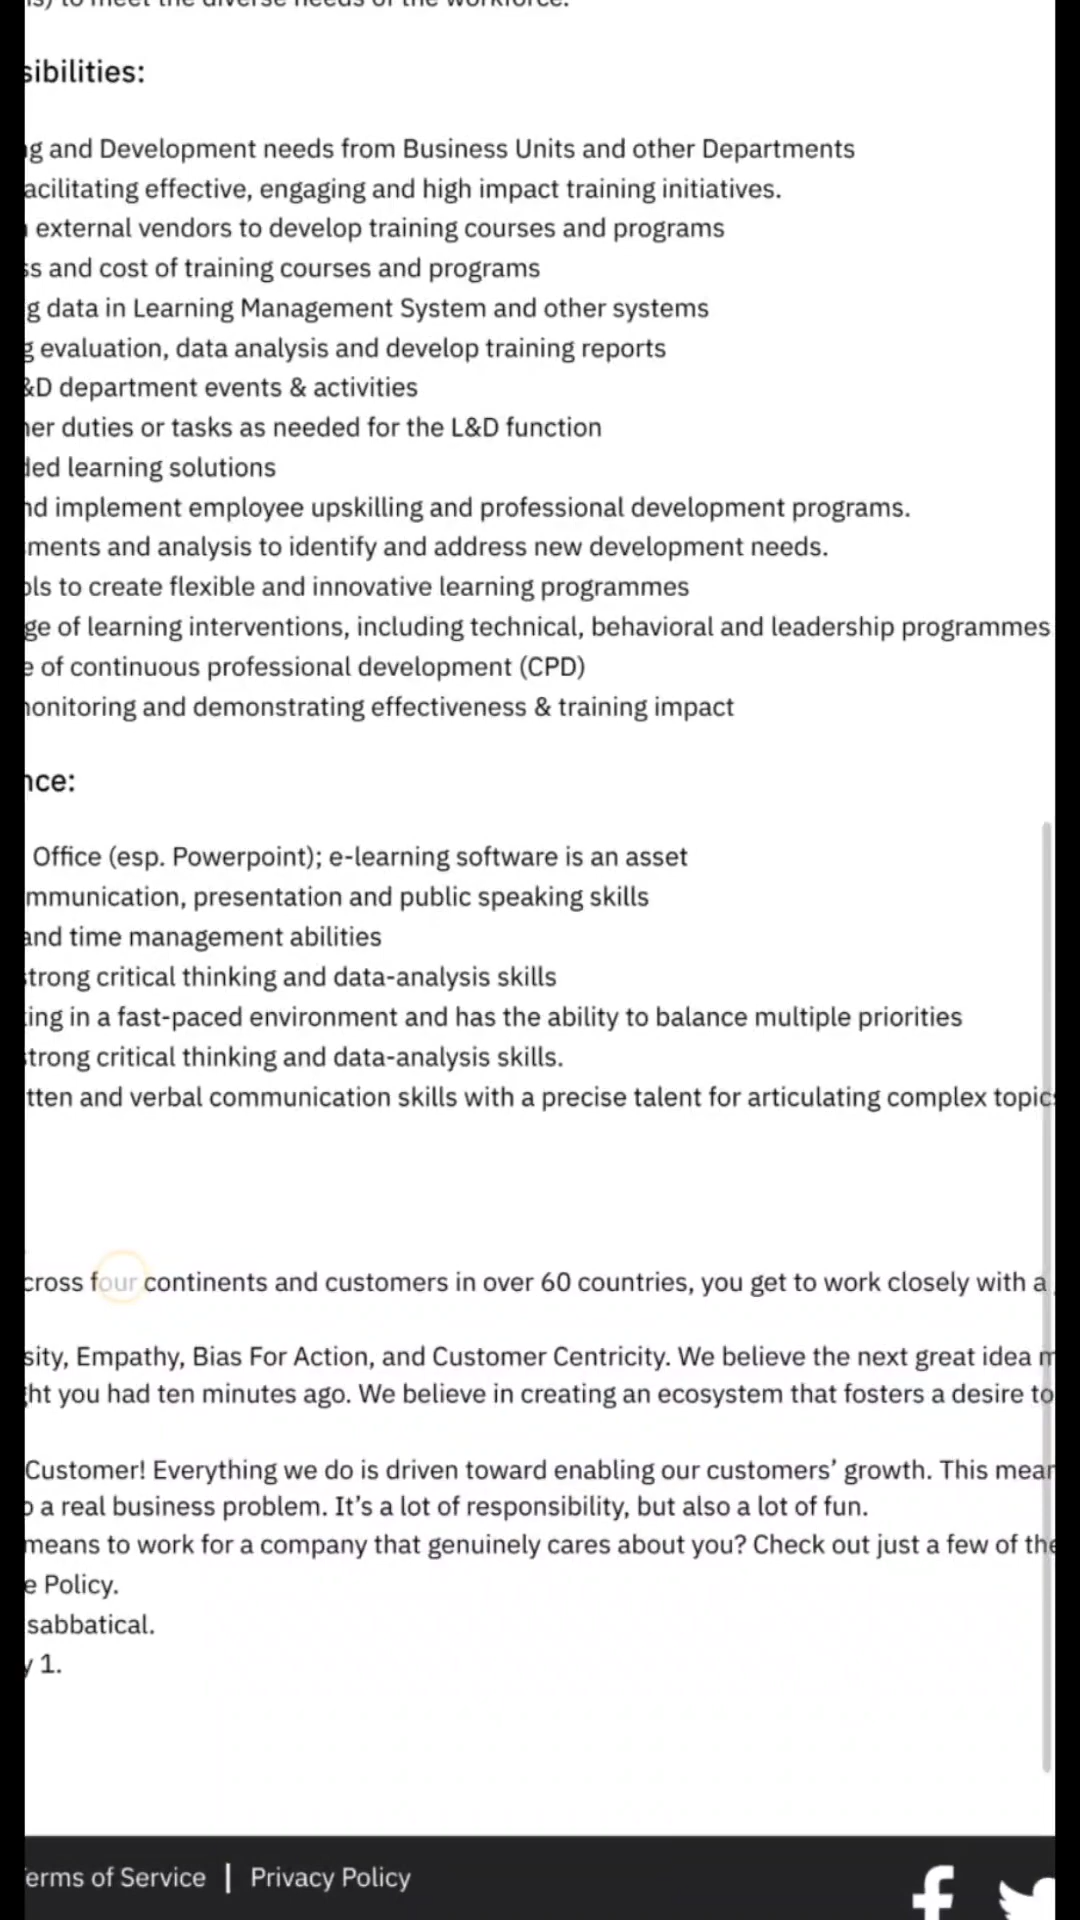 to meet the diverse needs of the workforce.
sibilities:
g and Development needs from Business Units and other Departments
acilitating effective, engaging and high impact training initiatives.
external vendors to develop training courses and programs
ss and cost of training courses and programs
g data in Learning Management System and other systems
g evaluation, data analysis and develop training reports
&D department events & activities
er duties or tasks as needed for the L&D function
ded learning solutions
nd implement employee upskilling and professional development programs.
ments and analysis to identify and address new development needs.
ols to create flexible and innovative learning programmes
ge of learning interventions, including technical, behavioral and leadership programmes
e of continuous professional development (CPD)
onitoring and demonstrating effectiveness & training impact
nce:
Office (esp. Powerpoint); e-learning software is an asset
mmunication, presentation and public speaking skills
and time management abilities
strong critical thinking and data-analysis skills
ing in a fast-paced environment and has the ability to balance multiple priorities
strong critical thinking and data-analysis skills.
tten and verbal communication skills with a precise talent for articulating complex topics
cross four continents and customers in over 60 countries, you get to work closely with a
sity, Empathy, Bias For Action, and Customer Centricity. We believe the next great idea
ght you had ten minutes ago. We believe in creating an ecosystem that fosters a desire to
Customer! Everything we do is driven toward enabling our customers’ growth. This mean
o a real business problem. It’s a lot of responsibility, but also a lot of fun.
means to work for a company that genuinely cares about you? Check out just a few of the
e Policy.
sabbatical.
y 1.
erms of Service | Privacy Policy